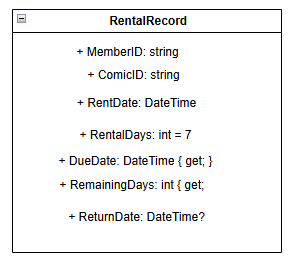 RentalRecord
+ MemberID: string
+ ComicID: string
+ RentDate: DateTime
+ RentalDays: int = 7
+ DueDate: DateTime { get; }
+ RemainingDays: int { get;
+ ReturnDate: DateTime?